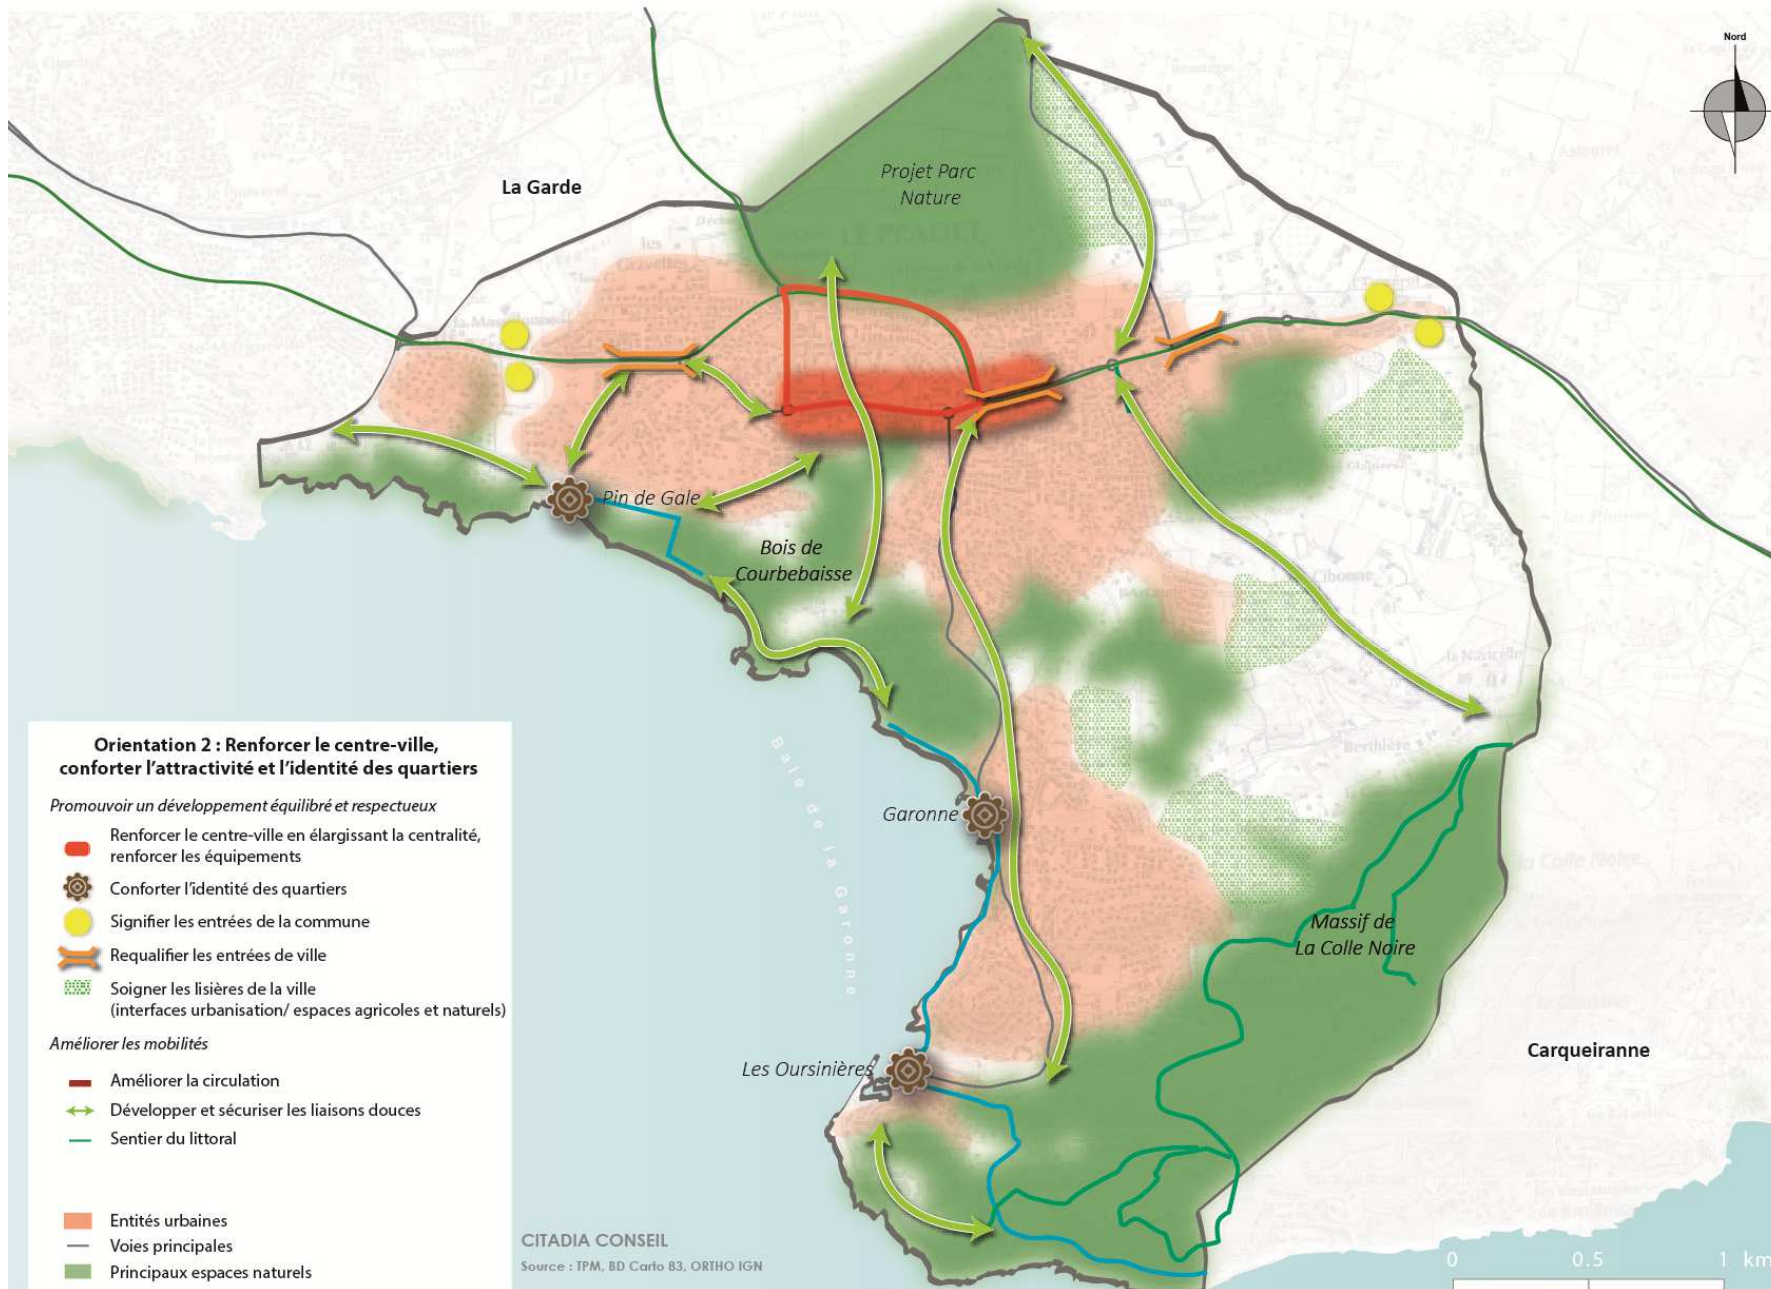 Nord
La Garde
Projet Parc
Nature
LE PRADET
Pin de Gale
Bois de
Courbebaisse
Garonne
Baie de la Garonne
Massif de
La Colle Noire
la Colle Noire
Les Oursinières
Carqueiranne
Orientation 2 : Renforcer le centre-ville,
conforter l'attractivité et l'identité des quartiers
Promouvoir un développement équilibré et respectueux
Renforcer le centre-ville en élargissant la centralité,
renforcer les équipements
Conforter l'identité des quartiers
Signifier les entrées de la commune
Requalifier les entrées de ville
Soigner les lisières de la ville
(interfaces urbanisation/ espaces agricoles et naturels)
Améliorer les mobilités
Améliorer la circulation
Développer et sécuriser les liaisons douces
Sentier du littoral
Entités urbaines
Voies principales
Principaux espaces naturels
CITADIA CONSEIL
Source : TPM, BD Carto 83, ORTHO IGN
0 0.5 1 km